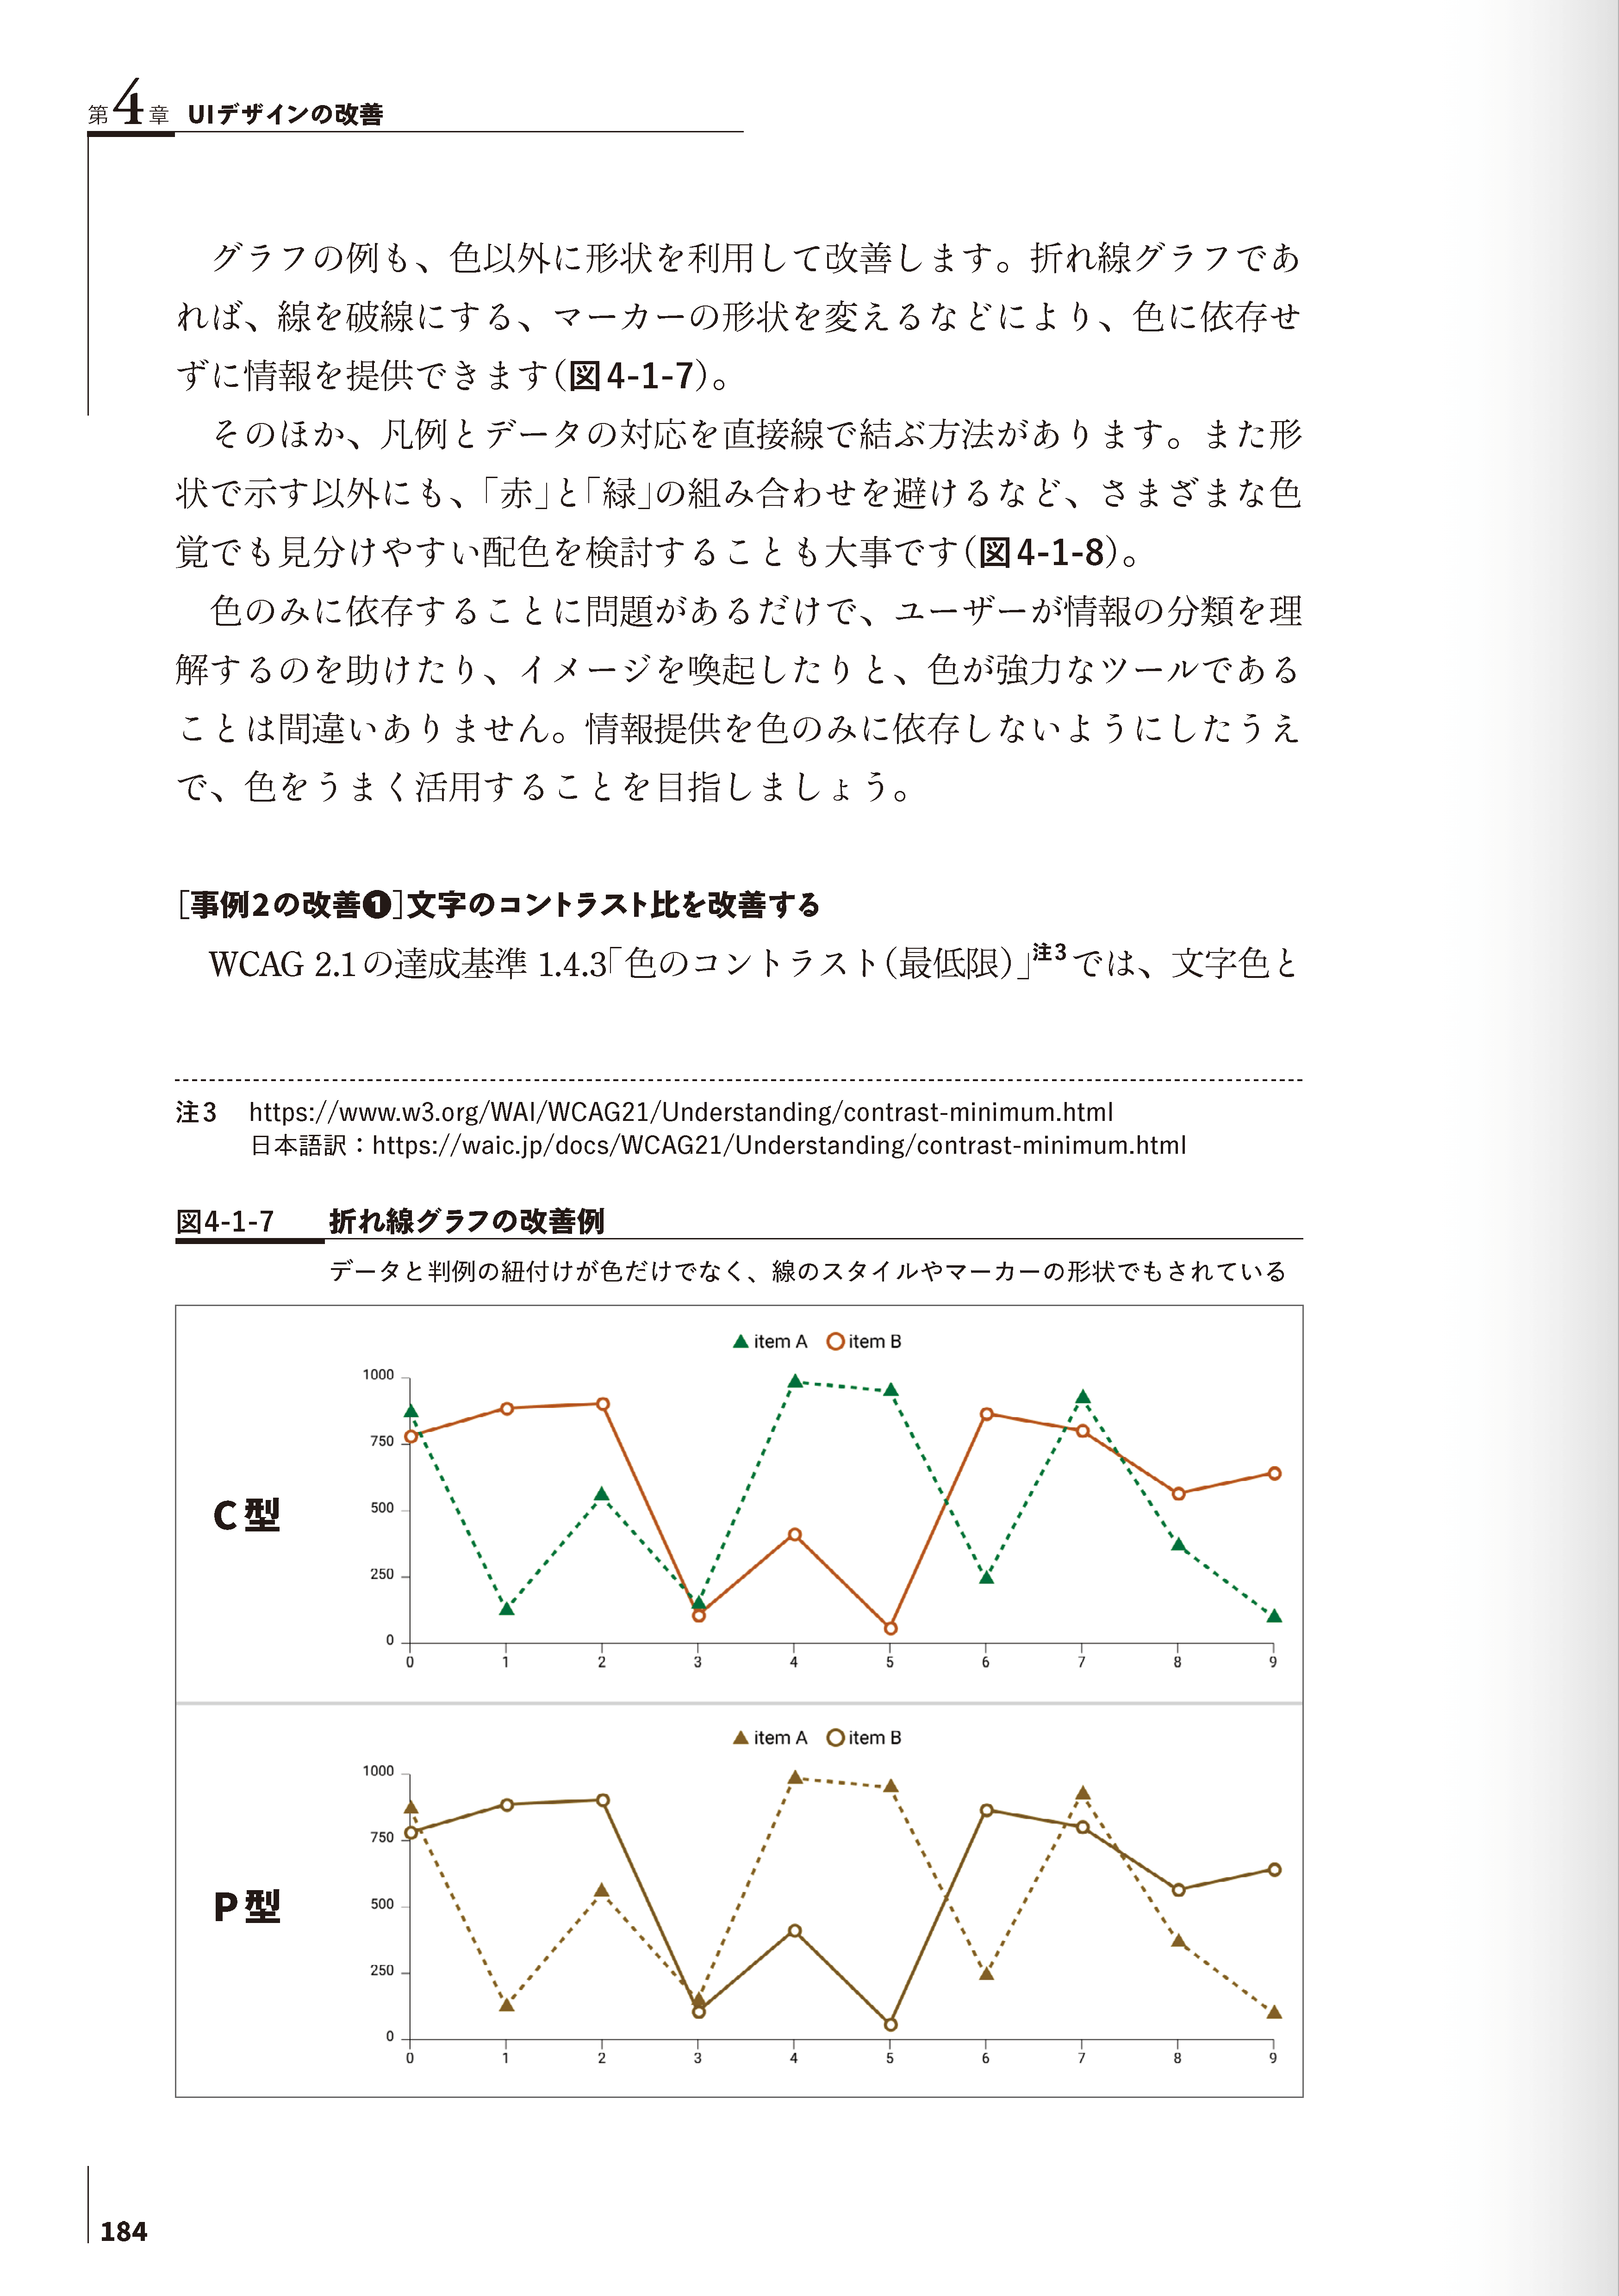 第4章 UIデザインの改善
グラフの例も、色以外に形状を利用して改善します。折れ線グラフであ
れば、線を破線にする、マーカーの形状を変えるなどにより、色に依存せ
ずに情報を提供できます(図4-1-7)。
そのほか、凡例とデータの対応を直接線で結ぶ方法があります。また形
状で示す以外にも、「赤」と「緑」の組み合わせを避けるなど、さまざまな色
覚でも見分けやすい配色を検討することも大事です(図4-1-8)。
色のみに依存することに問題があるだけで、ユーザーが情報の分類を理
解するのを助けたり、イメージを喚起したりと、色が強力なツールである
ことは間違いありません。情報提供を色のみに依存しないようにしたうえ
で、色をうまく活用することを目指しましょう。
[事例2の改善❶]文字のコントラスト比を改善する
WCAG 2.1の達成基準 1.4.3「色のコントラスト(最低限)」注3では、文字色と
注3 https://www.w3.org/WAI/WCAG21/Understanding/contrast-minimum.html
日本語訳：https://waic.jp/docs/WCAG21/Understanding/contrast-minimum.html
図4-1-7 折れ線グラフの改善例
データと判例の紐付けが色だけでなく、線のスタイルやマーカーの形状でもされている
C型
item A item B
1000
750
500
250
0
0 1 2 3 4 5 6 7 8 9
P型
item A item B
1000
750
500
250
0
0 1 2 3 4 5 6 7 8 9
184